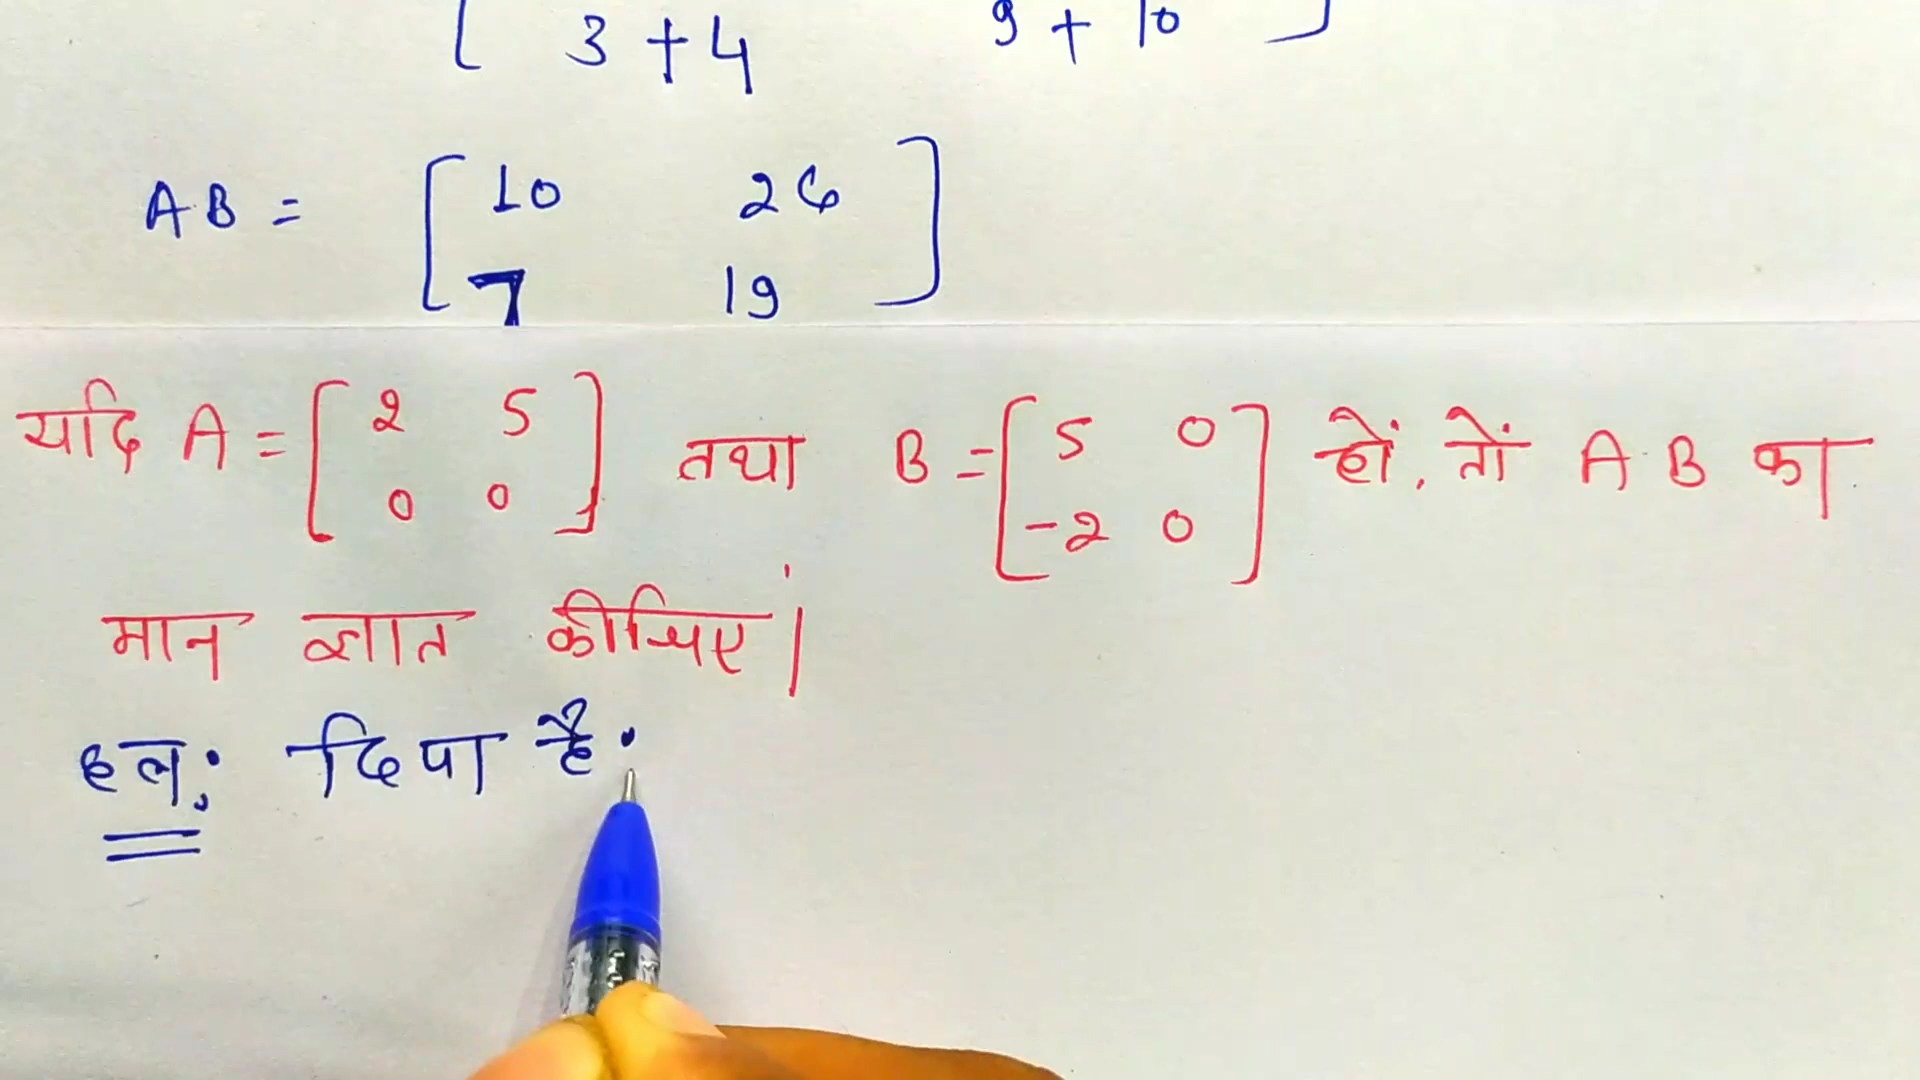 [ 3 + 4 9 + 10 ]
AB = [ 10 26
7 19 ]
यदि A = [ 2 5
0 0 ] तथा B = [ 5 0
-2 0 ] हों, तों A·B का
मान ज्ञात कीजिए।
हल: दिया है: